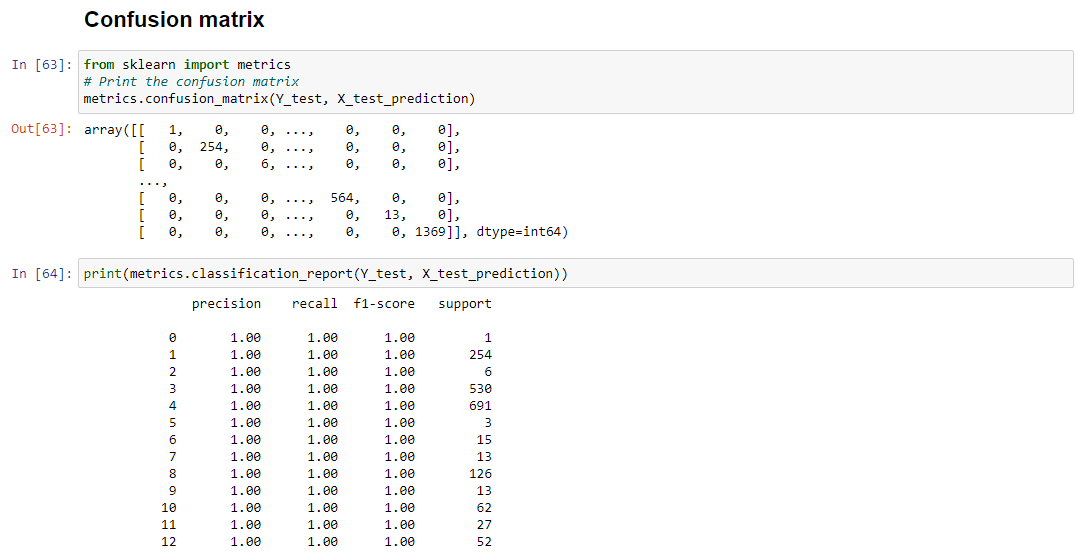 Confusion matrix
In [63]: from sklearn import metrics
# Print the confusion matrix
metrics.confusion_matrix(Y_test, X_test_prediction)
Out[63]: array([[   1,    0,    0, ...,    0,    0,    0],
[   0,  254,    0, ...,    0,    0,    0],
[   0,    0,    6, ...,    0,    0,    0],
...,
[   0,    0,    0, ...,  564,    0,    0],
[   0,    0,    0, ...,    0,   13,    0],
[   0,    0,    0, ...,    0,    0, 1369]], dtype=int64)
In [64]: print(metrics.classification_report(Y_test, X_test_prediction))
precision    recall  f1-score   support
0       1.00      1.00      1.00         1
1       1.00      1.00      1.00       254
2       1.00      1.00      1.00         6
3       1.00      1.00      1.00       530
4       1.00      1.00      1.00       691
5       1.00      1.00      1.00         3
6       1.00      1.00      1.00        15
7       1.00      1.00      1.00        13
8       1.00      1.00      1.00       126
9       1.00      1.00      1.00        13
10       1.00      1.00      1.00        62
11       1.00      1.00      1.00        27
12       1.00      1.00      1.00        52